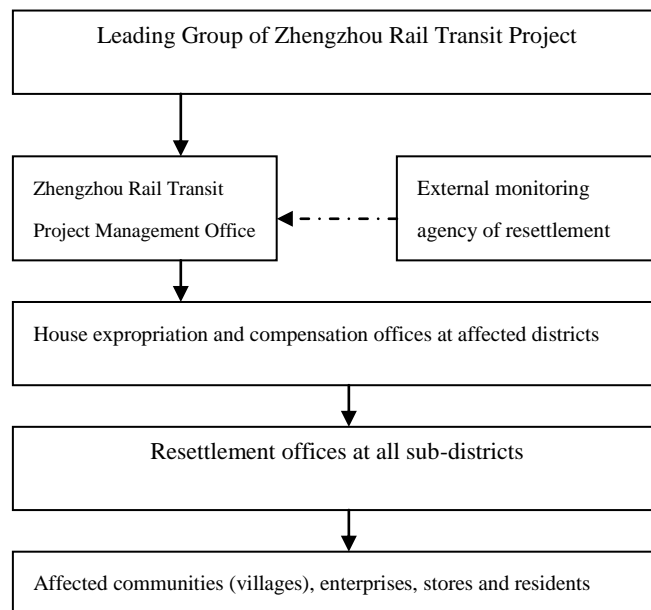 Leading Group of Zhengzhou Rail Transit Project
Zhengzhou Rail Transit
Project Management Office
External monitoring
agency of resettlement
House expropriation and compensation offices at affected districts
Resettlement offices at all sub-districts
Affected communities (villages), enterprises, stores and residents